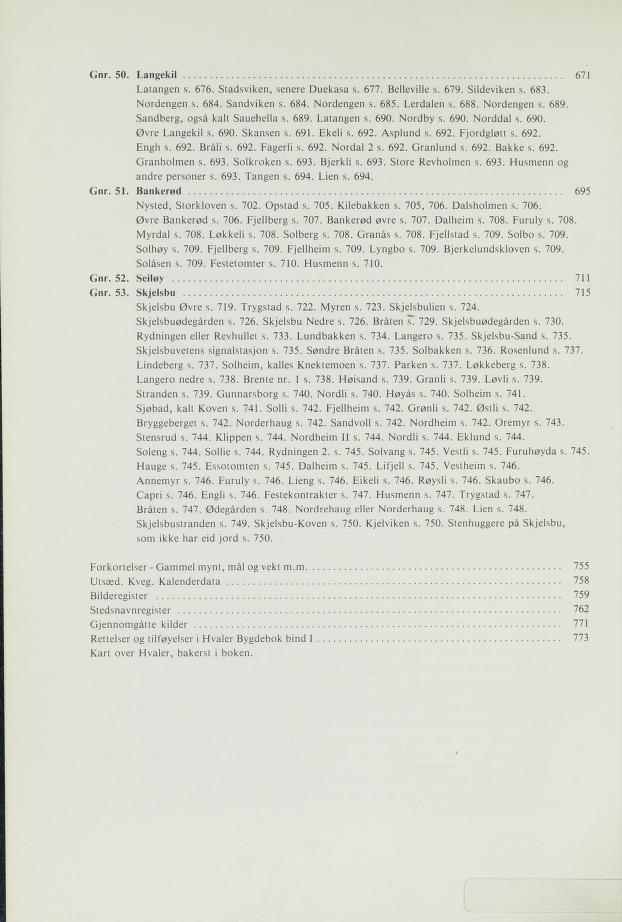 Gnr. 50. Langekil ........................................................................ 671
Latangen s. 676. Stadsviken, senere Duekasa s. 677. Belleville s. 679. Sildeviken s. 683.
Nordengen s. 684. Sandviken s. 684. Nordengen s. 685. Lerdalen s. 688. Nordengen s. 689.
Sandberg, også kalt Sauehella s. 689. Latangen s. 690. Nordby s. 690. Norddal s. 690.
Øvre Langekil s. 690. Skansen s. 691. Ekeli s. 692. Asplund s. 692. Fjordgløtt s. 692.
Engh s. 692. Bråli s. 692. Fagerli s. 692. Nordal 2 s. 692. Granlund s. 692. Bakke s. 692.
Granholmen s. 693. Solkroken s. 693. Bjerkli s. 693. Store Revholmen s. 693. Husmenn og
andre personer s. 693. Tangen s. 694. Lien s. 694.
Gnr. 51. Bankerød ........................................................................ 695
Nysted, Storkloven s. 702. Opstad s. 705. Kilebakken s. 705, 706. Dalsholmen s. 706.
Øvre Bankerød s. 706. Fjellberg s. 707. Bankerød øvre s. 707. Dalheim s. 708. Furuly s. 708.
Myrdal s. 708. Løkkeli s. 708. Solberg s. 708. Granås s. 708. Fjellstad s. 709. Solbo s. 709.
Solhøy s. 709. Fjellberg s. 709. Fjellheim s. 709. Lyngbo s. 709. Bjerkelundskloven s. 709.
Solåsen s. 709. Festetomter s. 710. Husmenn s. 710.
Gnr. 52. Seiløy ........................................................................ 711
Gnr. 53. Skjelsbu ........................................................................ 715
Skjelsbu Øvre s. 719. Trygstad s. 722. Myren s. 723. Skjelsbulien s. 724.
Skjelsbuødegården s. 726. Skjelsbu Nedre s. 726. Bråten s. 729. Skjelsbuødegården s. 730.
Rydningen eller Revhullet s. 733. Lundbakken s. 734. Langero s. 735. Skjelsbu-Sand s. 735.
Skjelsbuvetens signalstasjon s. 735. Søndre Bråten s. 735. Solbakken s. 736. Rosenlund s. 737.
Lindeberg s. 737. Solheim, kalles Knektemoen s. 737. Parken s. 737. Løkkeberg s. 738.
Langero nedre s. 738. Brente nr. 1 s. 738. Høisand s. 739. Granli s. 739. Løvli s. 739.
Stranden s. 739. Gunnarsborg s. 740. Nordli s. 740. Høyås s. 740. Solheim s. 741.
Sjøbad, kalt Koven s. 741. Solli s. 742. Fjellheim s. 742. Grønli s. 742. Østli s. 742.
Bryggeberget s. 742. Norderhaug s. 742. Sandvoll s. 742. Nordheim s. 742. Oremyr s. 743.
Stensrud s. 744. Klippen s. 744. Nordheim II s. 744. Nordli s. 744. Eklund s. 744.
Soleng s. 744. Sollie s. 744. Rydningen 2. s. 745. Solvang s. 745. Vestli s. 745. Furuhøyda s. 745.
Hauge s. 745. Essotomten s. 745. Dalheim s. 745. Lifjell s. 745. Vestheim s. 746.
Annemyr s. 746. Furuly s. 746. Lieng s. 746. Eikeli s. 746. Røysli s. 746. Skaubo s. 746.
Capri s. 746. Engli s. 746. Festekontrakter s. 747. Husmenn s. 747. Trygstad s. 747.
Bråten s. 747. Ødegården s. 748. Nordrehaug eller Norderhaug s. 748. Lien s. 748.
Skjelsbustranden s. 749. Skjelsbu-Koven s. 750. Kjelviken s. 750. Stenhuggere på Skjelsbu,
som ikke har eid jord s. 750.
Forkortelser - Gammel mynt, mål og vekt m.m. ............................................... 755
Utsæd. Kveg. Kalenderdata ............................................................... 758
Bilderegister ............................................................................ 759
Stedsnavnregister ........................................................................ 762
Gjennomgåtte kilder ..................................................................... 771
Rettelser og tilføyelser i Hvaler Bygdebok bind I .............................................. 773
Kart over Hvaler, bakerst i boken.